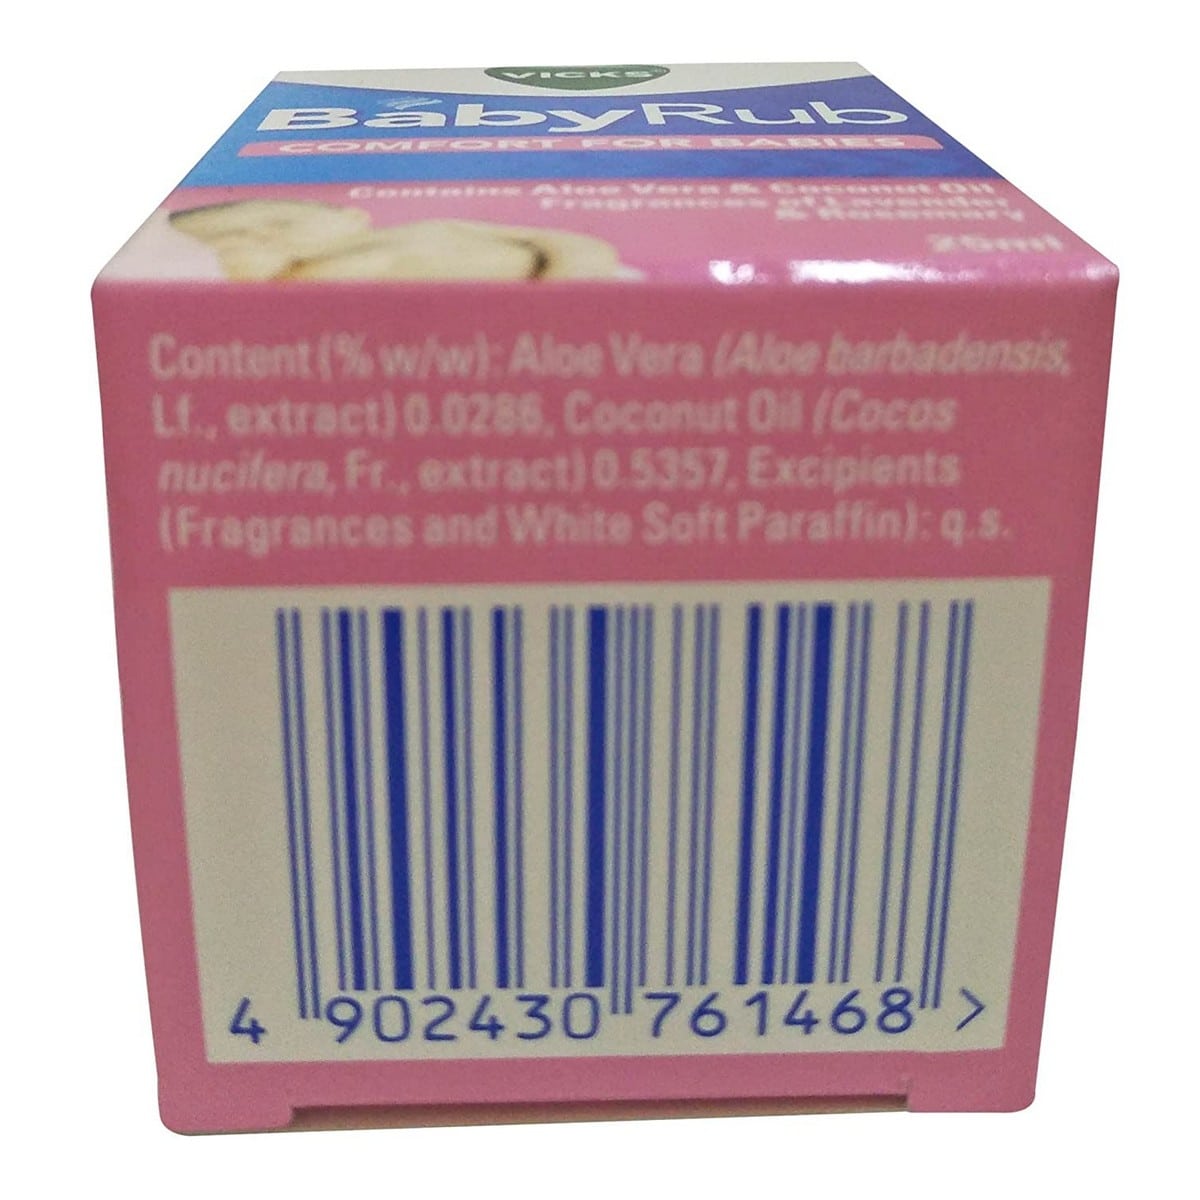 VICKS
BabyRub
COMFORT FOR BABIES
Contains Aloe Vera & Coconut Oil
Fragrances of Lavender
& Rosemary
25ml
Content (% w/w): Aloe Vera (Aloe barbadensis,
Lf., extract) 0.0286, Coconut Oil (Cocos
nucifera, Fr., extract) 0.5357, Excipients
(Fragrances and White Soft Paraffin): q.s.
4 902430 761468 >